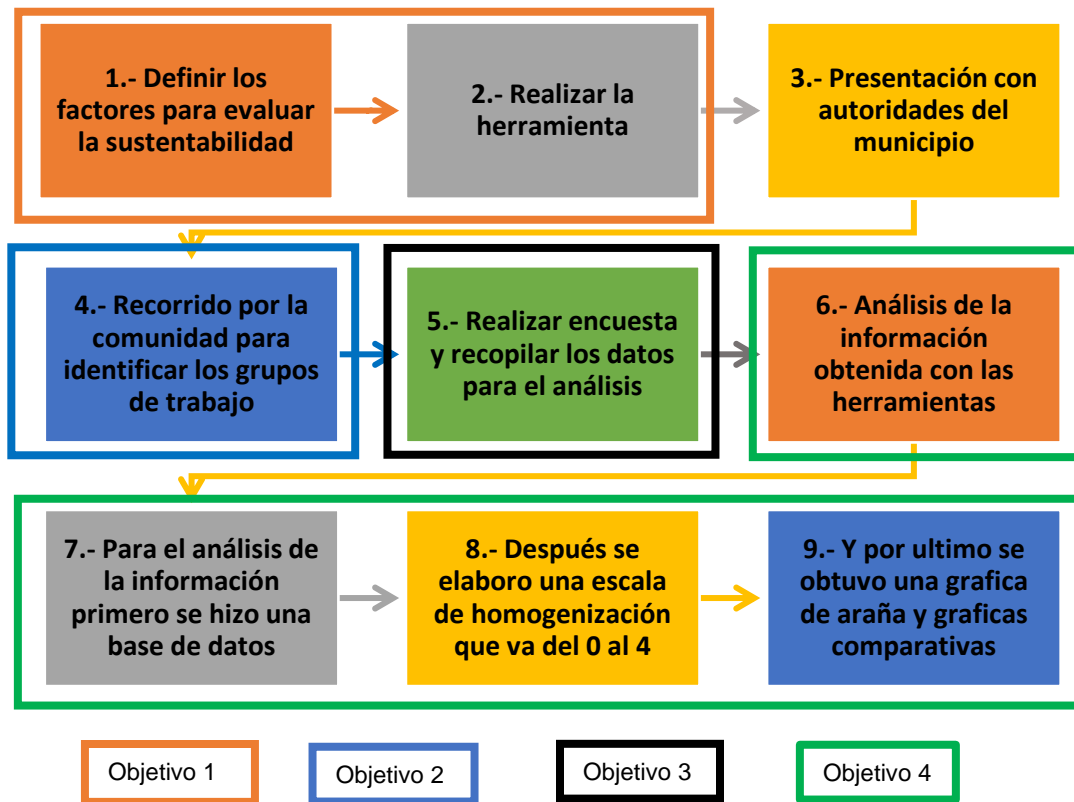 1.- Definir los
factores para evaluar
la sustentabilidad
2.- Realizar la
herramienta
3.- Presentación con
autoridades del
municipio
4.- Recorrido por la
comunidad para
identificar los grupos
de trabajo
5.- Realizar encuesta
y recopilar los datos
para el análisis
6.- Análisis de la
información
obtenida con las
herramientas
7.- Para el análisis de
la información
primero se hizo una
base de datos
8.- Después se
elaboro una escala
de homogenización
que va del 0 al 4
9.- Y por ultimo se
obtuvo una grafica
de araña y graficas
comparativas
Objetivo 1
Objetivo 2
Objetivo 3
Objetivo 4